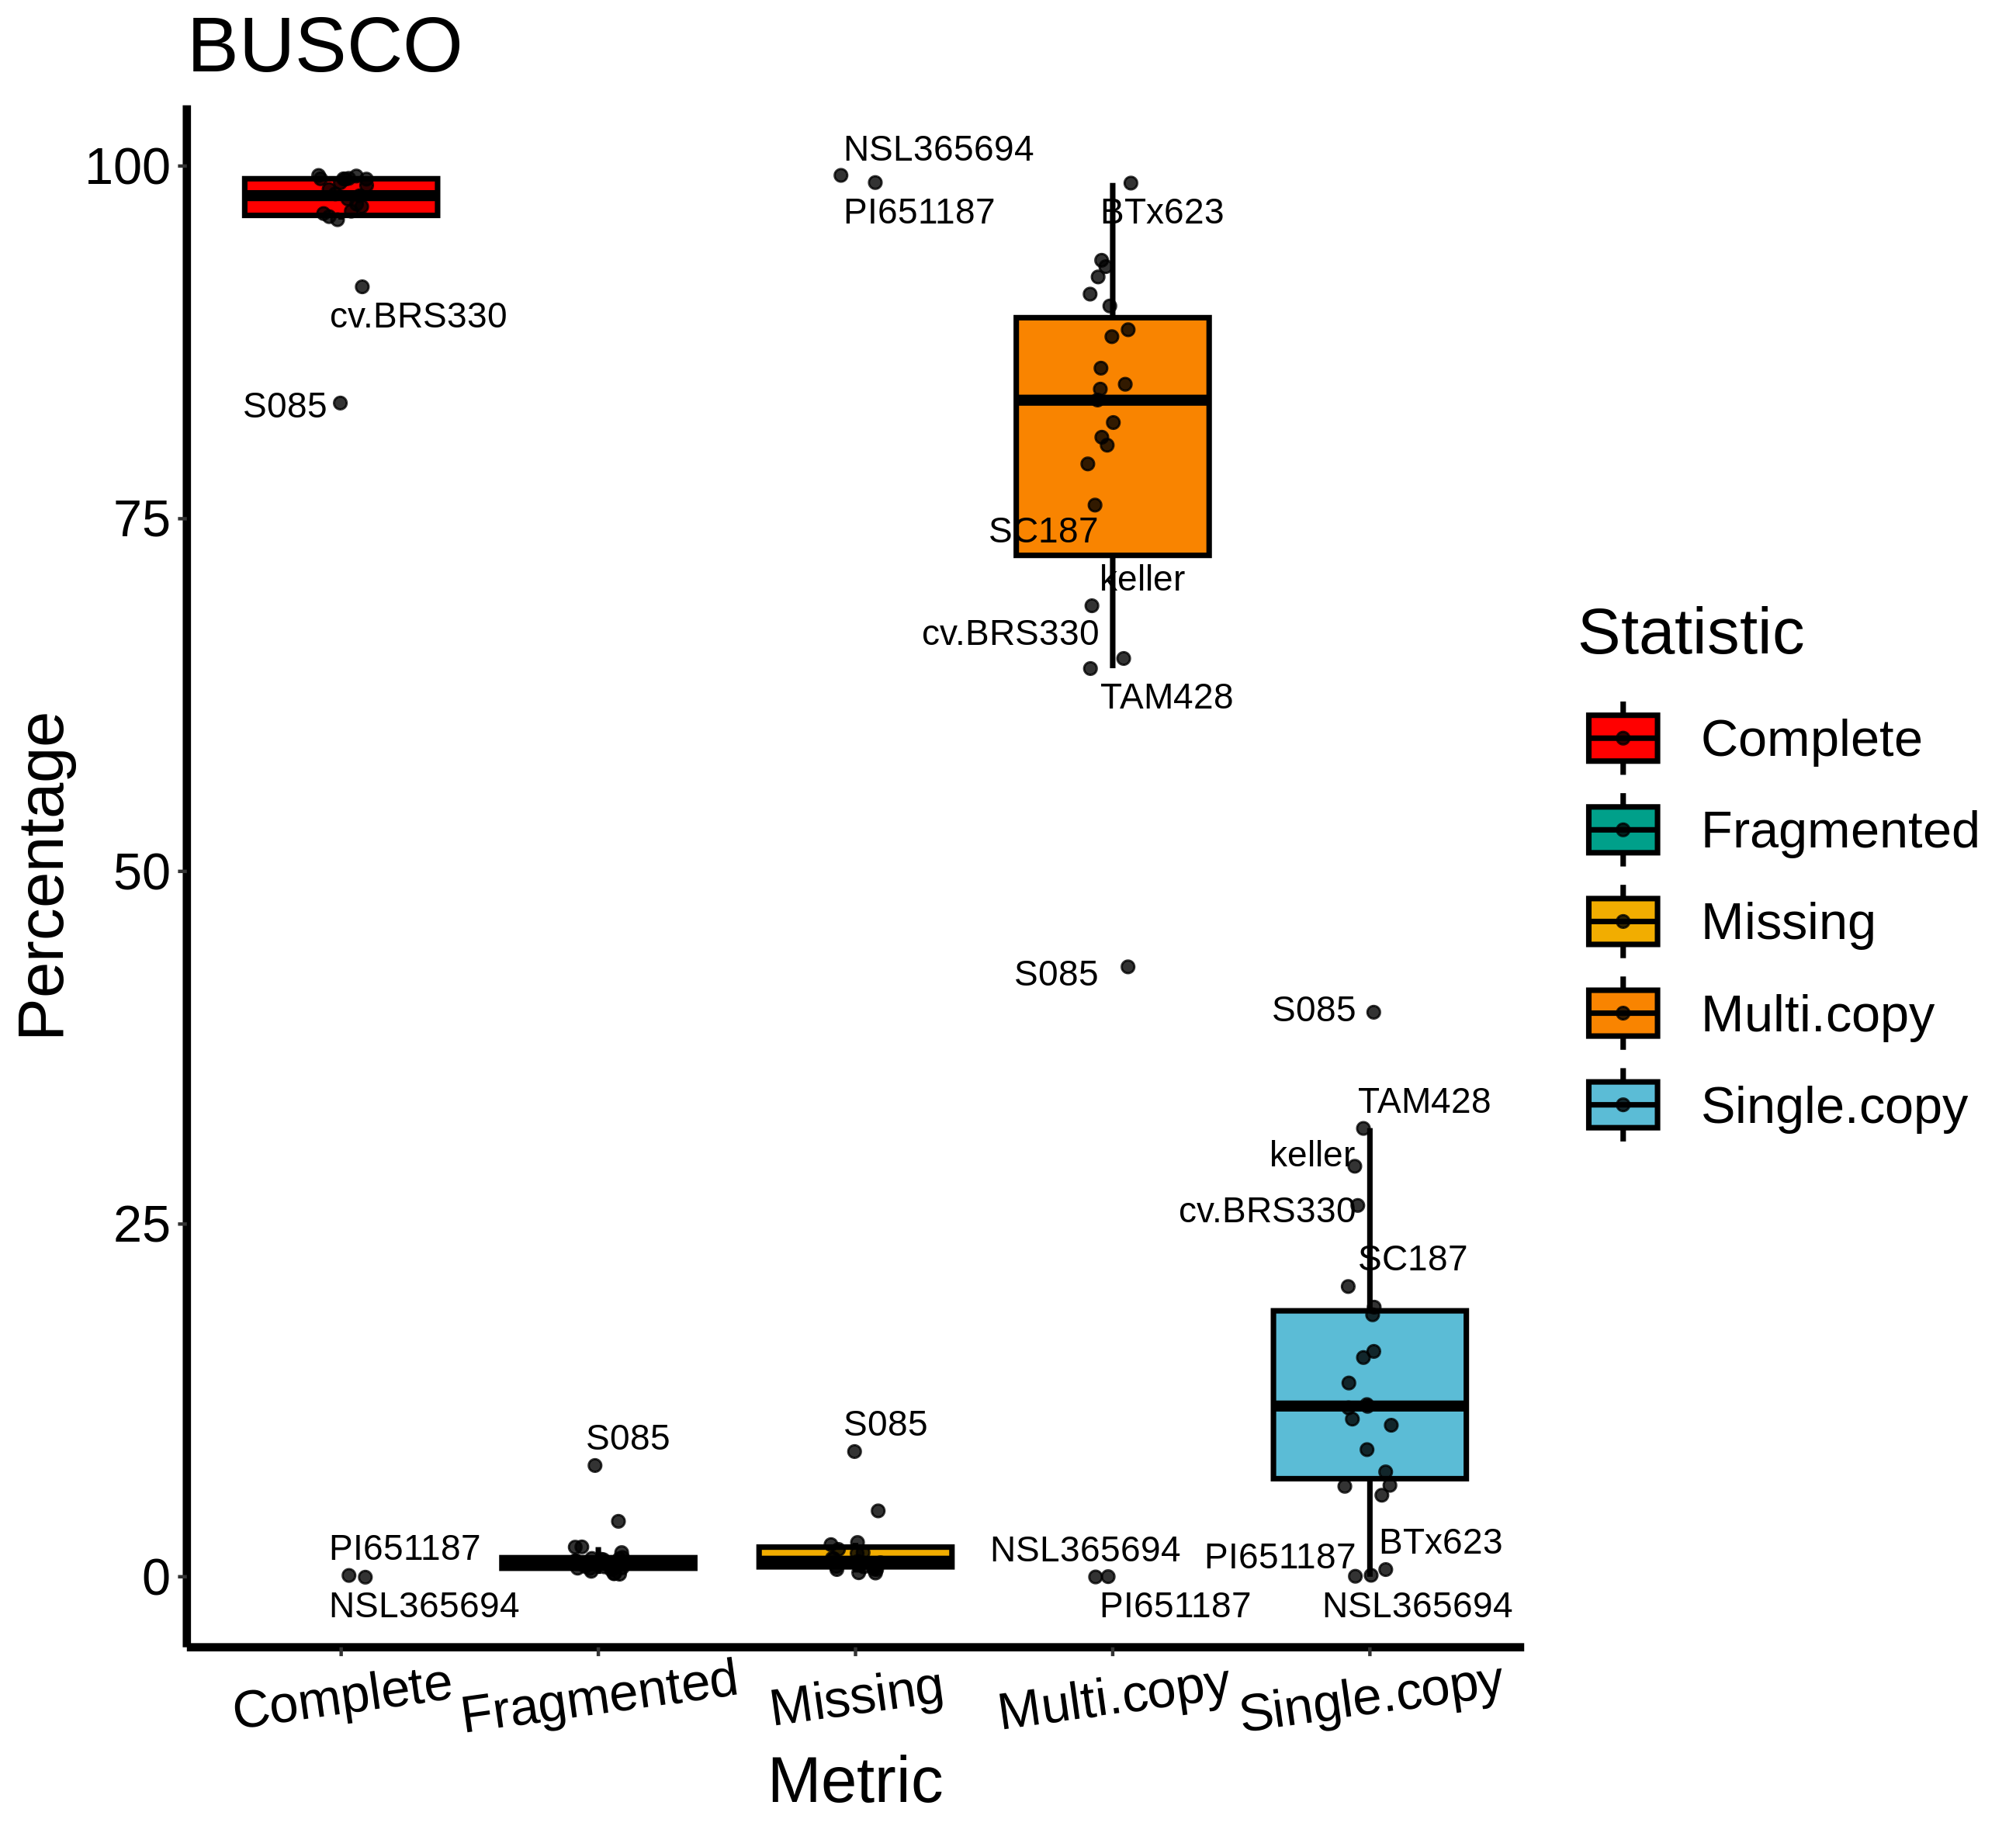 BUSCO
Percentage
100
75
50
25
0
NSL365694
PI651187
BTx623
cv.BRS330
S085
SC187
keller
cv.BRS330
TAM428
S085
S085
TAM428
keller
cv.BRS330
SC187
S085
S085
PI651187
NSL365694
NSL365694
PI651187
PI651187
BTx623
NSL365694
Complete
Fragmented
Missing
Multi.copy
Single.copy
Metric
Statistic
Complete
Fragmented
Missing
Multi.copy
Single.copy